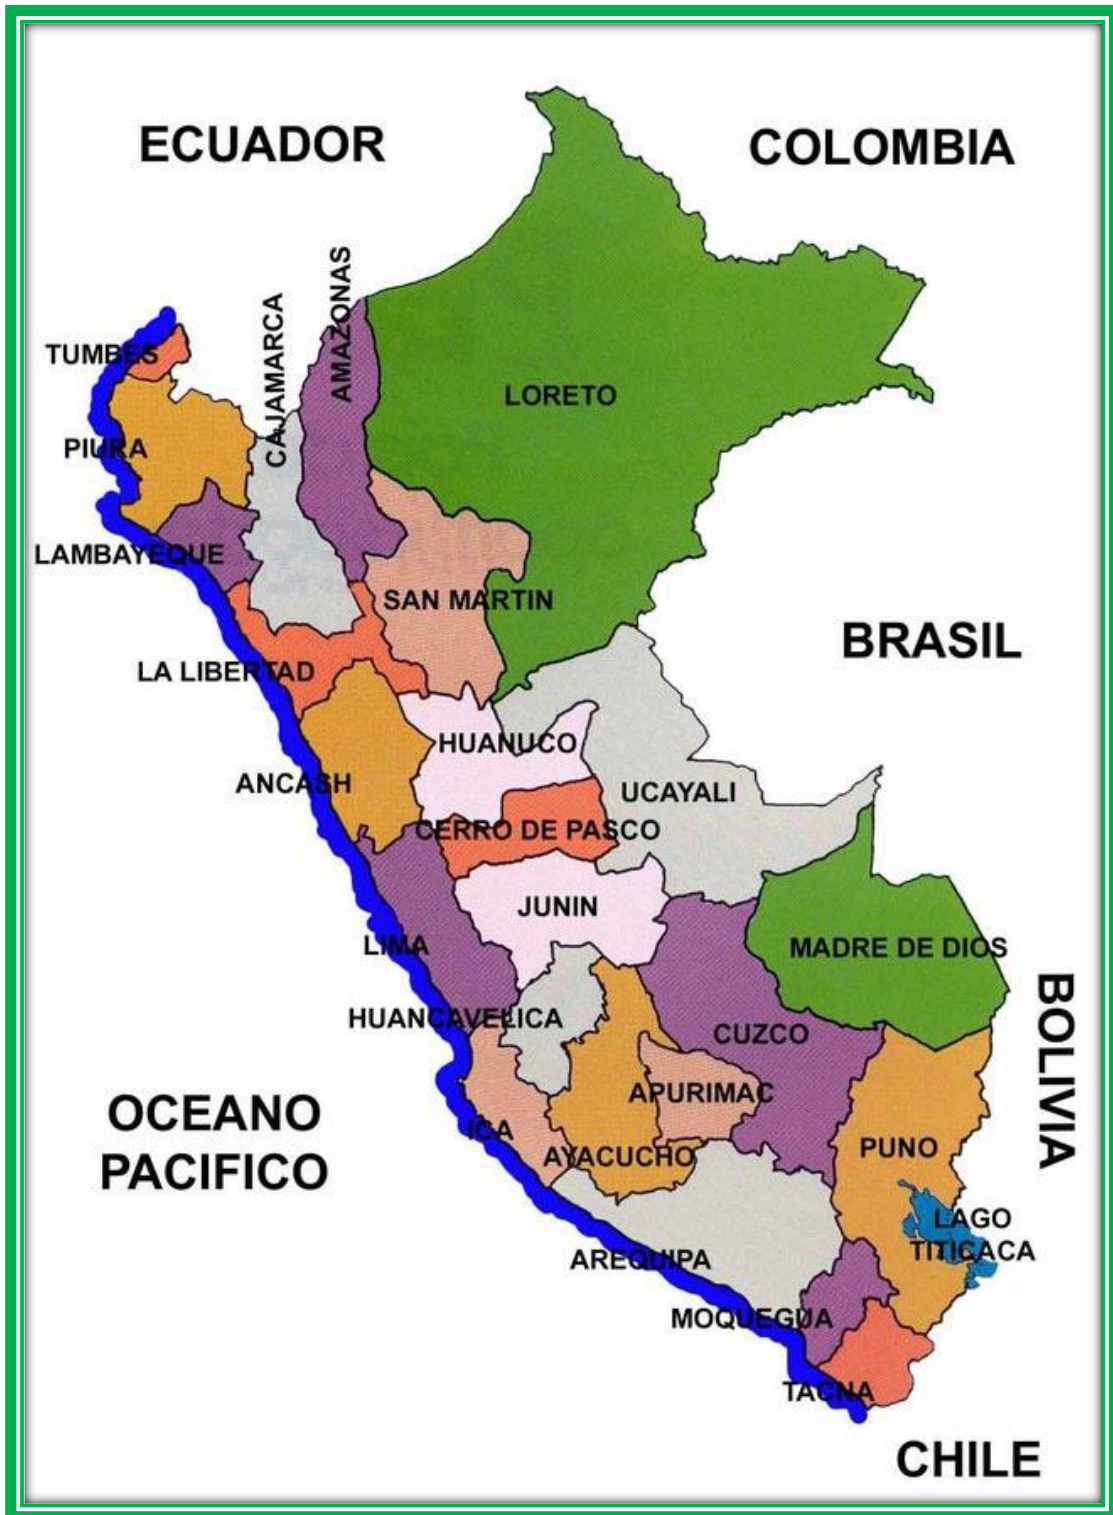 ECUADOR
COLOMBIA
AMAZONAS
CAJAMARCA
TUMBES
LORETO
PIURA
LAMBAYEQUE
SAN MARTIN
BRASIL
LA LIBERTAD
HUANUCO
ANCASH
UCAYALI
CERRO DE PASCO
JUNIN
LIMA
MADRE DE DIOS
HUANCAVELICA
CUZCO
BOLIVIA
APURIMAC
OCEANO
PACIFICO
ICA
AYACUCHO
PUNO
LAGO
TITICACA
AREQUIPA
MOQUEGUA
TACNA
CHILE